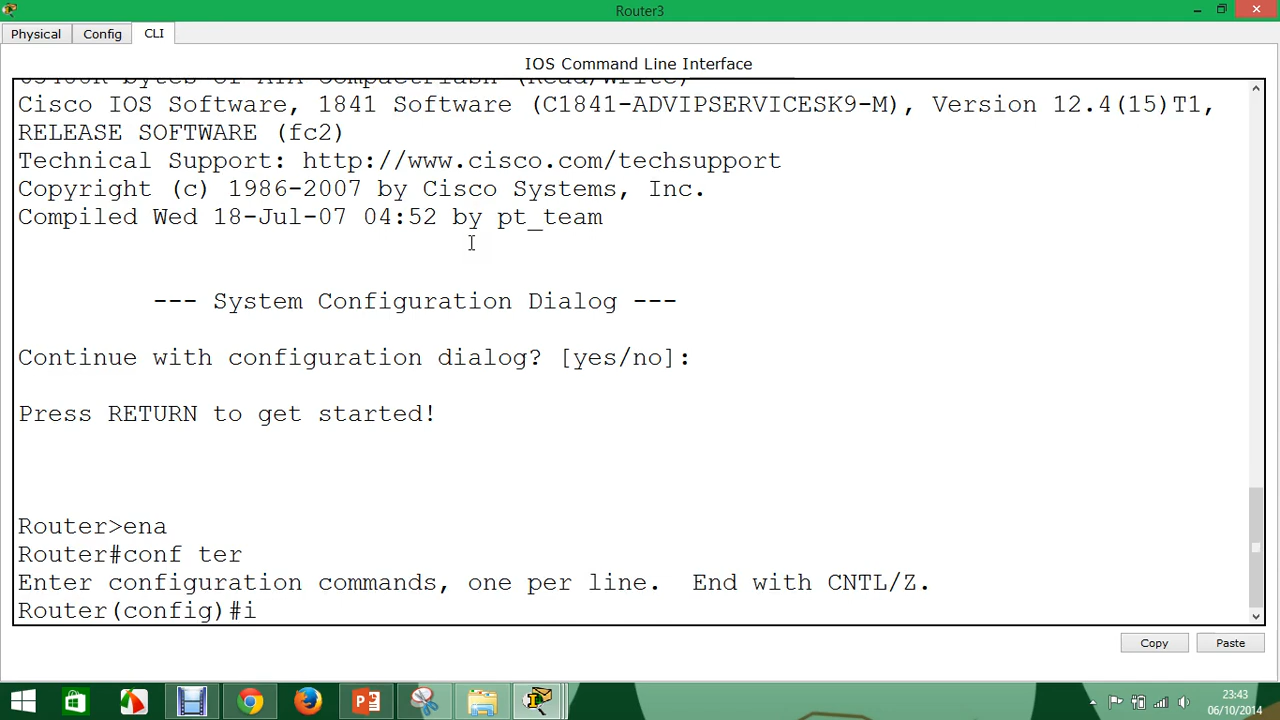 Router3
Physical Config CLI
IOS Command Line Interface
Cisco IOS Software, 1841 Software (C1841-ADVIPSERVICESK9-M), Version 12.4(15)T1,
RELEASE SOFTWARE (fc2)
Technical Support: http://www.cisco.com/techsupport
Copyright (c) 1986-2007 by Cisco Systems, Inc.
Compiled Wed 18-Jul-07 04:52 by pt_team
--- System Configuration Dialog ---
Continue with configuration dialog? [yes/no]:
Press RETURN to get started!
Router>ena
Router#conf ter
Enter configuration commands, one per line.  End with CNTL/Z.
Router(config)#i
Copy Paste
23:43
06/10/2014